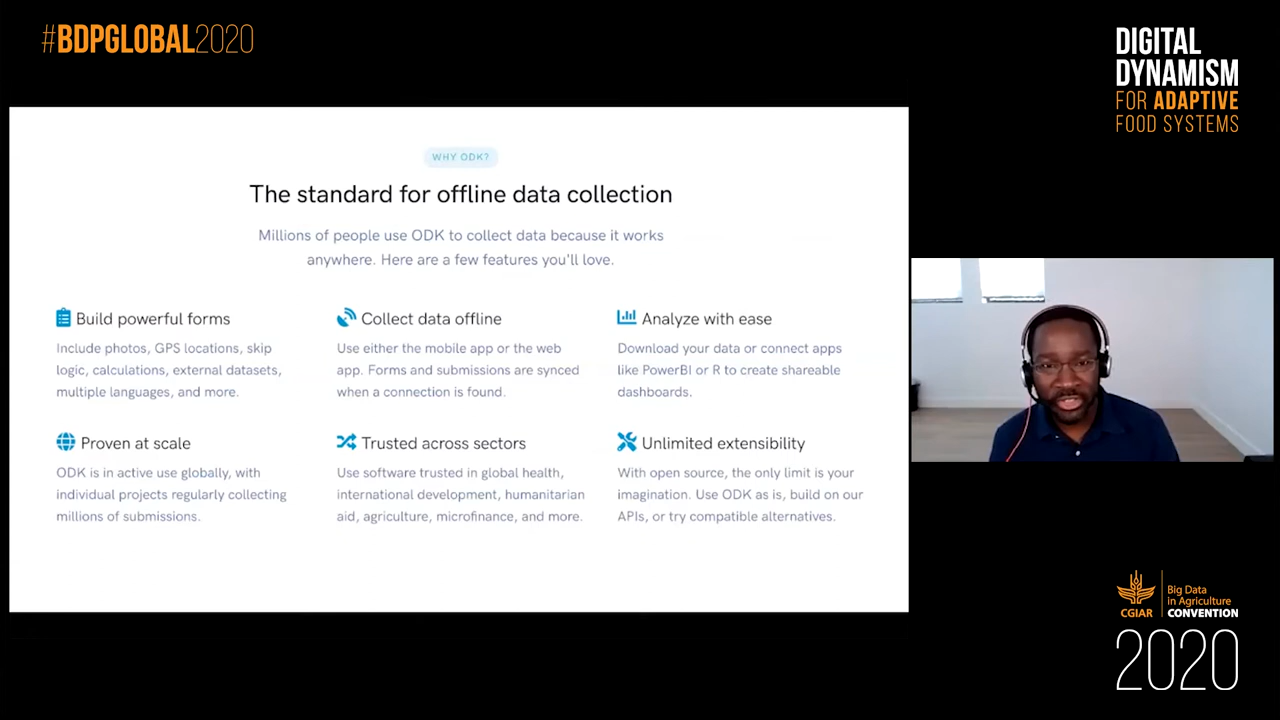 #BDPGLOBAL2020
DIGITAL
DYNAMISM
FOR ADAPTIVE
FOOD SYSTEMS
WHY ODK?
The standard for offline data collection
Millions of people use ODK to collect data because it works
anywhere. Here are a few features you'll love.
Build powerful forms
Include photos, GPS locations, skip
logic, calculations, external datasets,
multiple languages, and more.
Collect data offline
Use either the mobile app or the web
app. Forms and submissions are synced
when a connection is found.
Analyze with ease
Download your data or connect apps
like PowerBI or R to create shareable
dashboards.
Proven at scale
ODK is in active use globally, with
individual projects regularly collecting
millions of submissions.
Trusted across sectors
Use software trusted in global health,
international development, humanitarian
aid, agriculture, microfinance, and more.
Unlimited extensibility
With open source, the only limit is your
imagination. Use ODK as is, build on our
APIs, or try compatible alternatives.
CGIAR
Big Data
in Agriculture
CONVENTION
2020